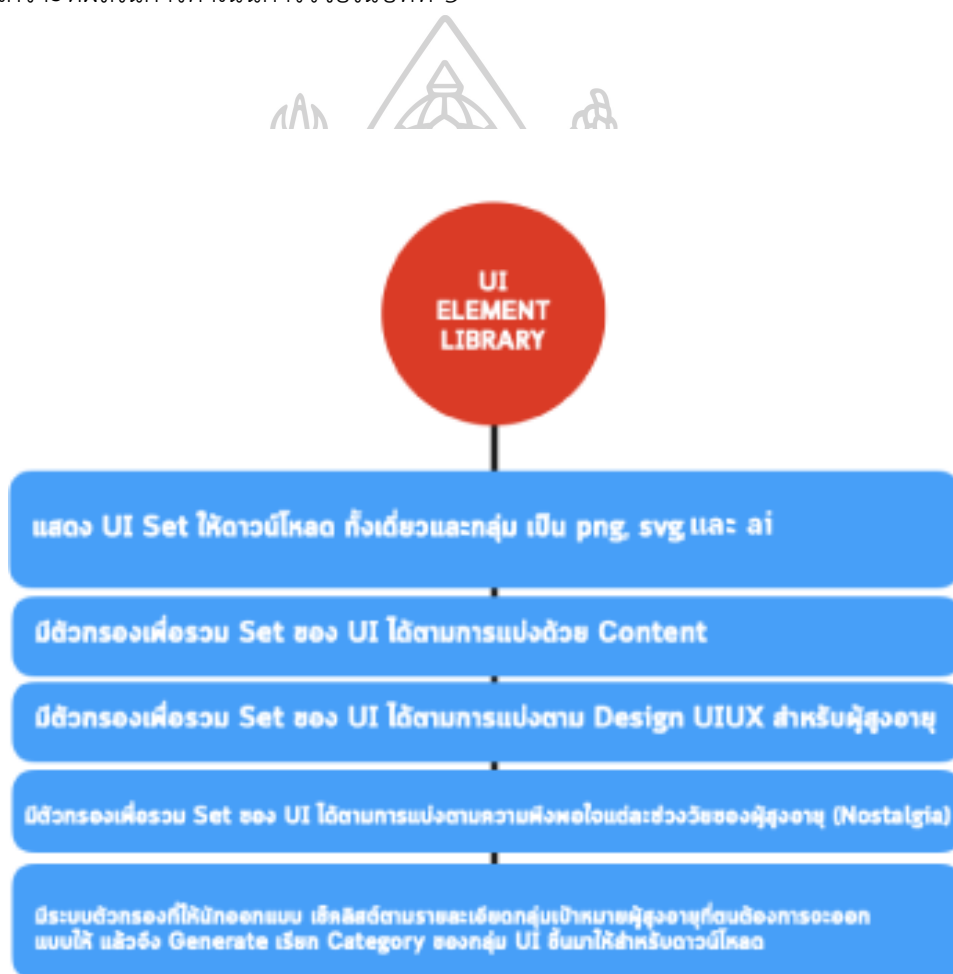 UI
ELEMENT
LIBRARY
แสดง UI Set ให้ดาวน์โหลด ทั้งเดี่ยวและกลุ่ม เป็น png, svg และ ai
มีตัวกรองเพื่อรวม Set ของ UI ได้ตามการแบ่งด้วย Content
มีตัวกรองเพื่อรวม Set ของ UI ได้ตามการแบ่งตาม Design UIUX สำหรับผู้สูงอายุ
มีตัวกรองเพื่อรวม Set ของ UI ได้ตามการแบ่งตามความพึงพอใจแต่ละช่วงวัยของผู้สูงอายุ (Nostalgia)
มีระบบตัวกรองที่ให้นักออกแบบ เช็คลิสต์ตามรายละเอียดกลุ่มเป้าหมายผู้สูงอายุที่ตนต้องการจะออก
แบบให้ แล้วจึง Generate เรียก Category ของกลุ่ม UI ขึ้นมาให้สำหรับดาวน์โหลด